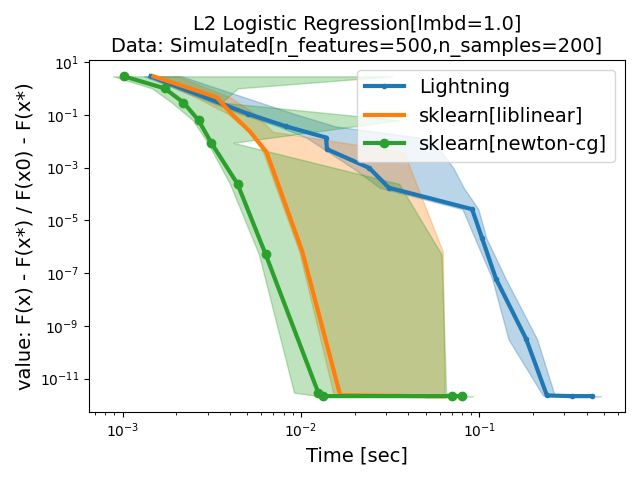 L2 Logistic Regression[lmbd=1.0]
Data: Simulated[n_features=500,n_samples=200]
value: F(x) - F(x*) / F(x0) - F(x*)
10¹
10⁻¹
10⁻³
10⁻⁵
10⁻⁷
10⁻⁹
10⁻¹¹
Lightning
sklearn[liblinear]
sklearn[newton-cg]
10⁻³ 10⁻² 10⁻¹
Time [sec]